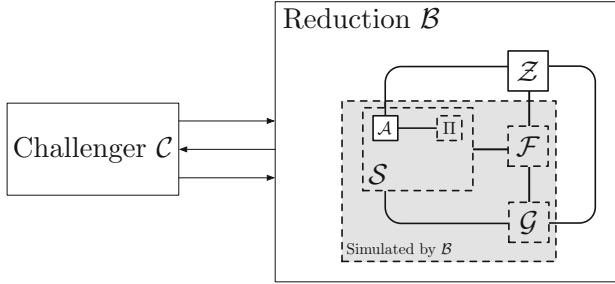 Reduction ℬ
𝒵
Challenger 𝒞
𝒜
Π
ℱ
𝒮
𝒢
Simulated by ℬ